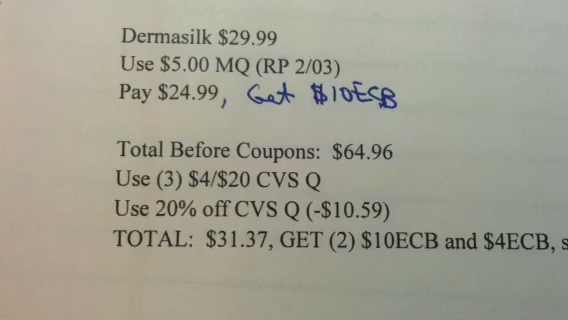 Dermasilk $29.99
Use $5.00 MQ (RP 2/03)
Pay $24.99, Get $10ECB
Total Before Coupons: $64.96
Use (3) $4/$20 CVS Q
Use 20% off CVS Q (-$10.59)
TOTAL: $31.37, GET (2) $10ECB and $4ECB, s